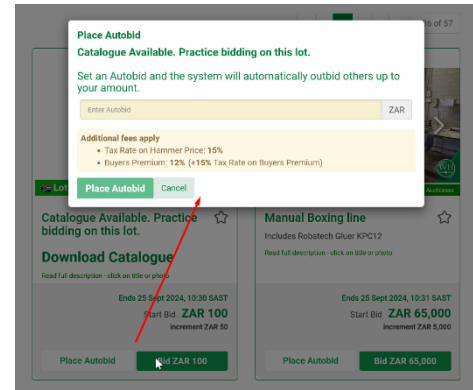 Place Autobid
Catalogue Available. Practice bidding on this lot.
Set an Autobid and the system will automatically outbid others up to
your amount.
Enter Autobid
ZAR
Additional fees apply
• Tax Rate on Hammer Price: 15%
• Buyers Premium: 12% (+15% Tax Rate on Buyers Premium)
Place Autobid
Cancel
of 57
Lot
Catalogue Available. Practice
bidding on this lot.
Download Catalogue
Read full description - click on title or photo
Ends 25 Sept 2024, 10:30 SAST
Start Bid ZAR 100
increment ZAR 50
Place Autobid
Bid ZAR 100
Manual Boxing line
Includes Robatech Gluer KPC12
Read full description - click on title or photo
Ends 25 Sept 2024, 10:31 SAST
Start Bid ZAR 65,000
increment ZAR 5,000
Place Autobid
Bid ZAR 65,000